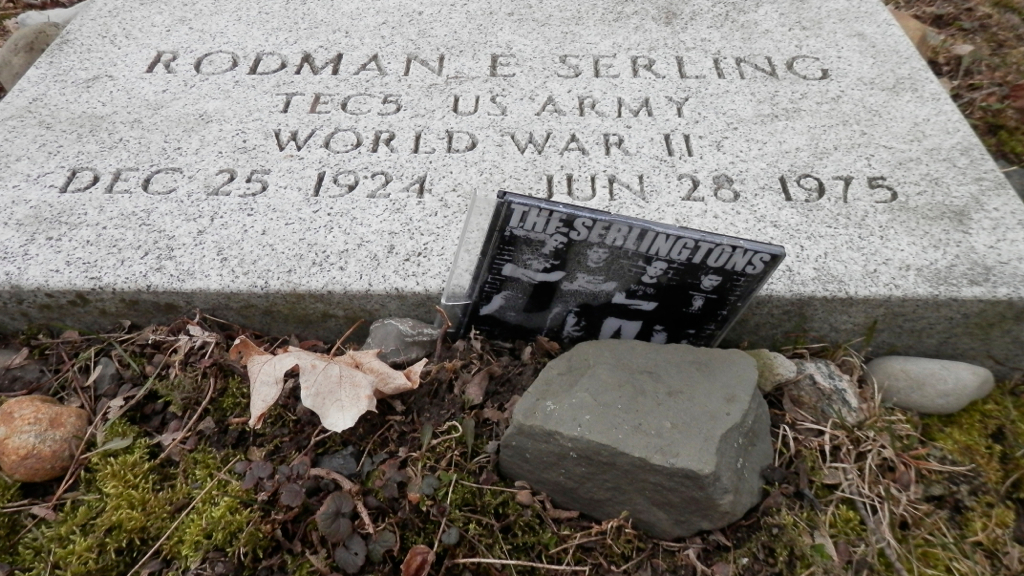 RODMAN E SERLING
TEC5 US ARMY
WORLD WAR II
DEC 25 1924 JUN 28 1975
THE SERLINGTONS